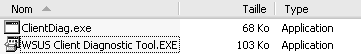 Nom Taille Type
ClientDiag.exe 68 Ko Application
WSUS Client Diagnostic Tool.EXE 103 Ko Application